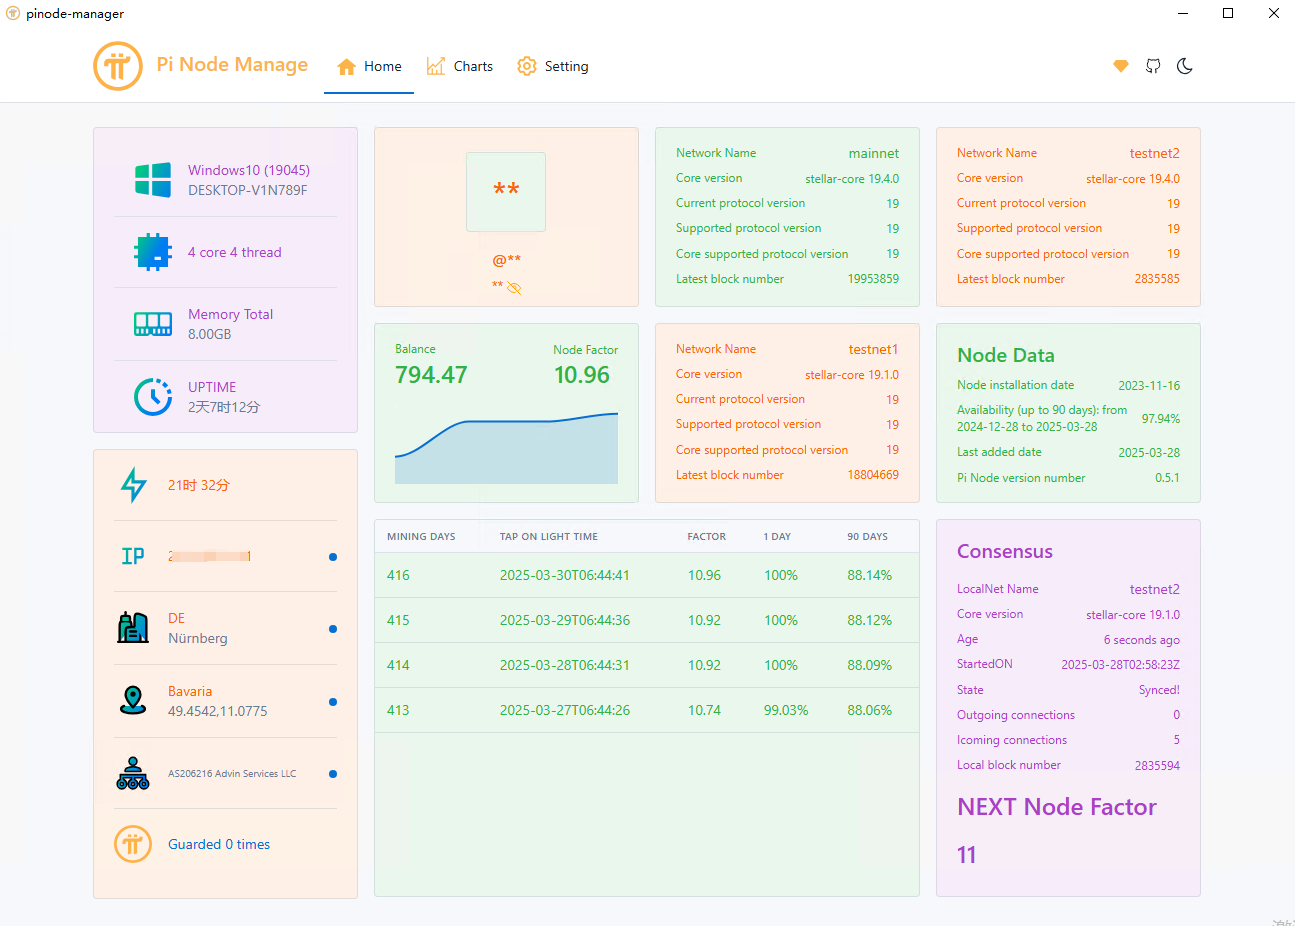 pinode-manager
Pi Node Manage
Home
Charts
Setting
Windows10 (19045)
DESKTOP-V1N789F
4 core 4 thread
Memory Total
8.00GB
UPTIME
2天7时12分
21时 32分
IP
DE
Nürnberg
Bavaria
49.4542,11.0775
AS206216 Advin Services LLC
Guarded 0 times
**
@**
**
Balance
794.47
Node Factor
10.96
Network Name mainnet
Core version stellar-core 19.4.0
Current protocol version 19
Supported protocol version 19
Core supported protocol version 19
Latest block number 19953859
Network Name testnet2
Core version stellar-core 19.4.0
Current protocol version 19
Supported protocol version 19
Core supported protocol version 19
Latest block number 2835585
Network Name testnet1
Core version stellar-core 19.1.0
Current protocol version 19
Supported protocol version 19
Core supported protocol version 19
Latest block number 18804669
Node Data
Node installation date 2023-11-16
Availability (up to 90 days): from
2024-12-28 to 2025-03-28 97.94%
Last added date 2025-03-28
Pi Node version number 0.5.1
MINING DAYS TAP ON LIGHT TIME FACTOR 1 DAY 90 DAYS
416 2025-03-30T06:44:41 10.96 100% 88.14%
415 2025-03-29T06:44:36 10.92 100% 88.12%
414 2025-03-28T06:44:31 10.92 100% 88.09%
413 2025-03-27T06:44:26 10.74 99.03% 88.06%
Consensus
LocalNet Name testnet2
Core version stellar-core 19.1.0
Age 6 seconds ago
StartedON 2025-03-28T02:58:23Z
State Synced!
Outgoing connections 0
Icoming connections 5
Local block number 2835594
NEXT Node Factor
11